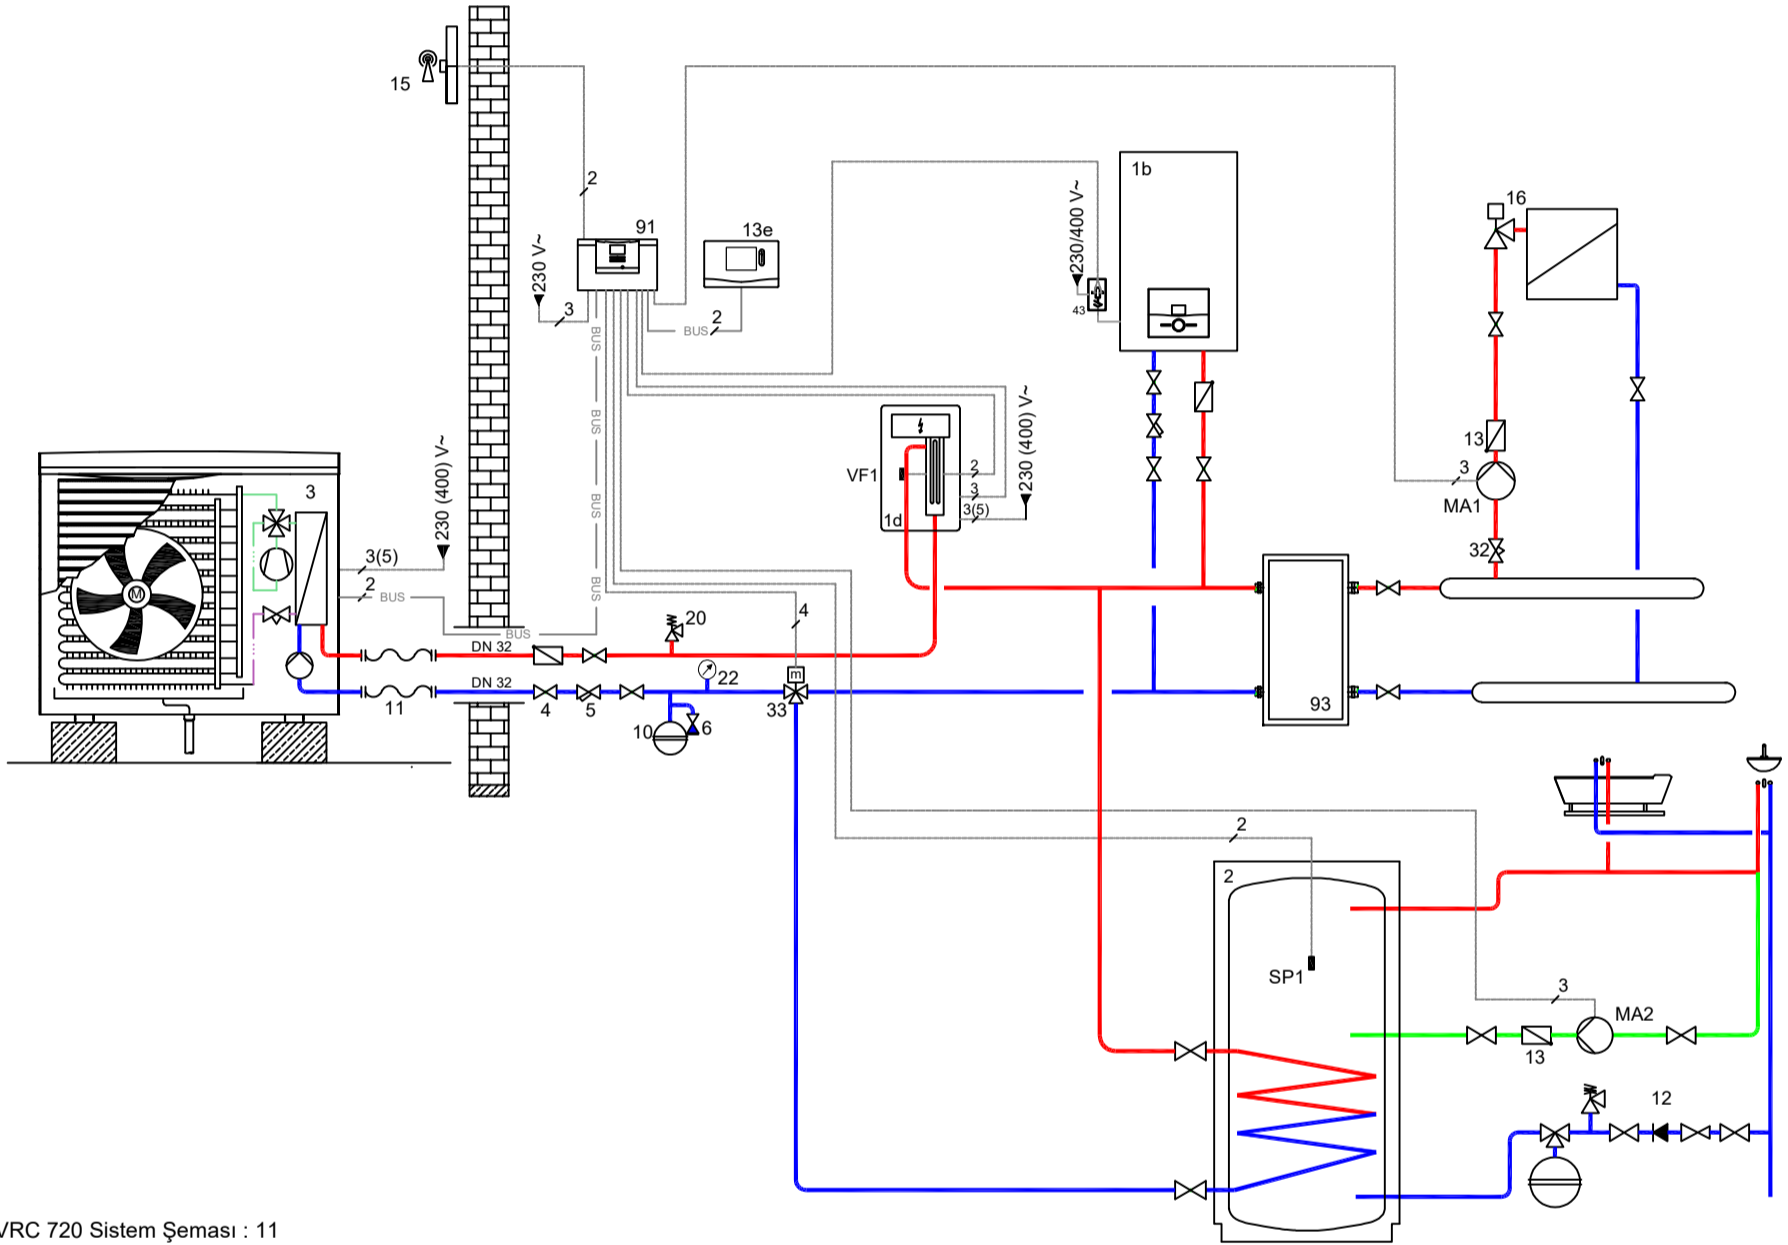 15
2
91
13e
230 V~
3
BUS
2
BUS
BUS
BUS
BUS
1b
230/400 V~
43
16
13
3
MA1
32
VF1
1d
2
3
3(5)
230 (400) V~
3
M
3(5)
2
BUS
230 (400) V~
BUS
DN 32
DN 32
11
4
5
10
6
20
22
4
m
33
93
2
2
SP1
3
MA2
13
12
VRC 720 Sistem Şeması : 11